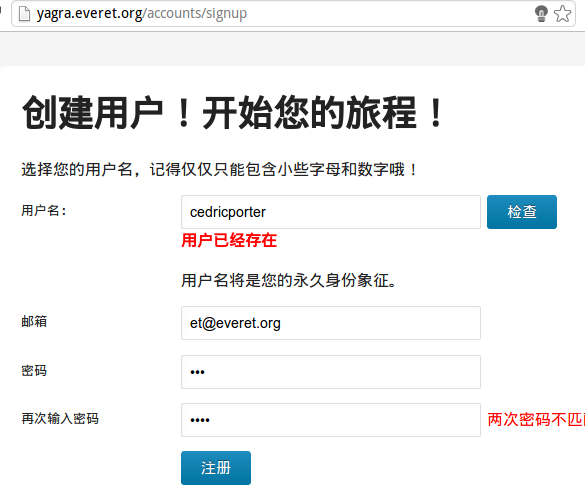 yagra.everet.org/accounts/signup
创建用户！开始您的旅程！
选择您的用户名，记得仅仅只能包含小些字母和数字哦！
用户名： cedricporter 检查
用户已经存在
用户名将是您的永久身份象征。
邮箱 et@everet.org
密码 •••
再次输入密码 •••• 两次密码不匹
注册